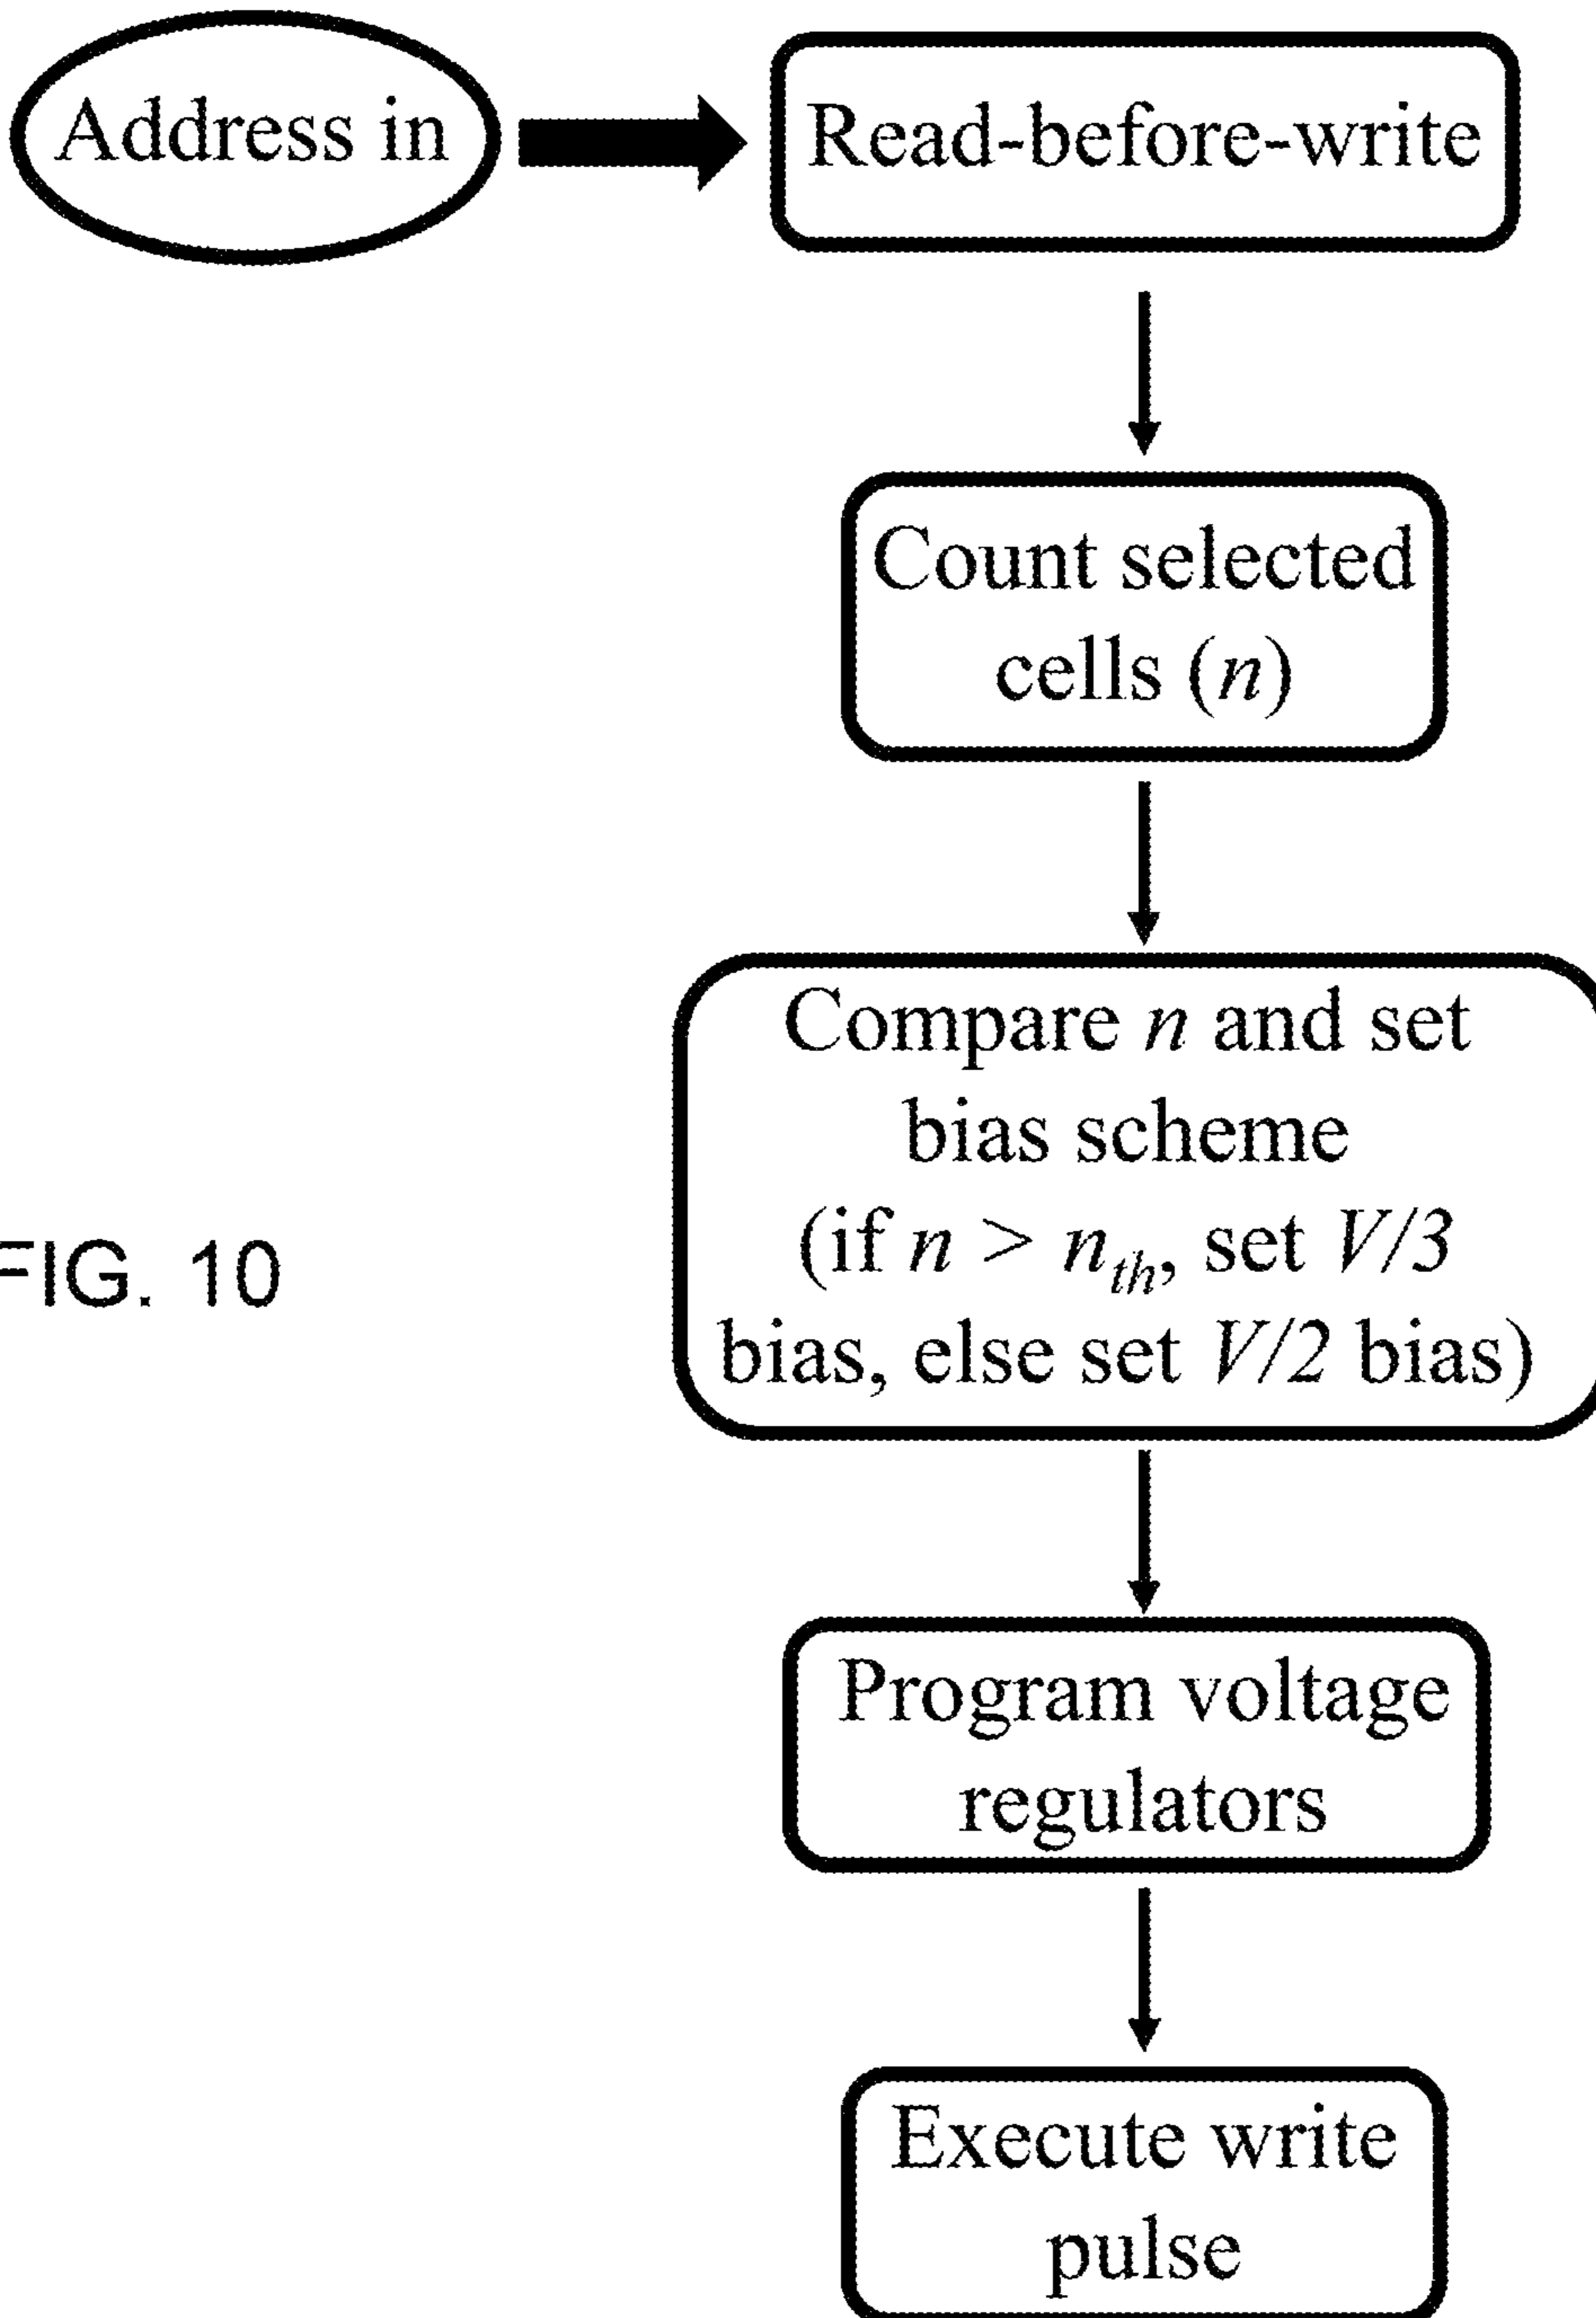 Address in
Read-before-write
Count selected
cells (n)
Compare n and set
bias scheme
(if n > nth, set V/3
bias, else set V/2 bias)
FIG. 10
Program voltage
regulators
Execute write
pulse